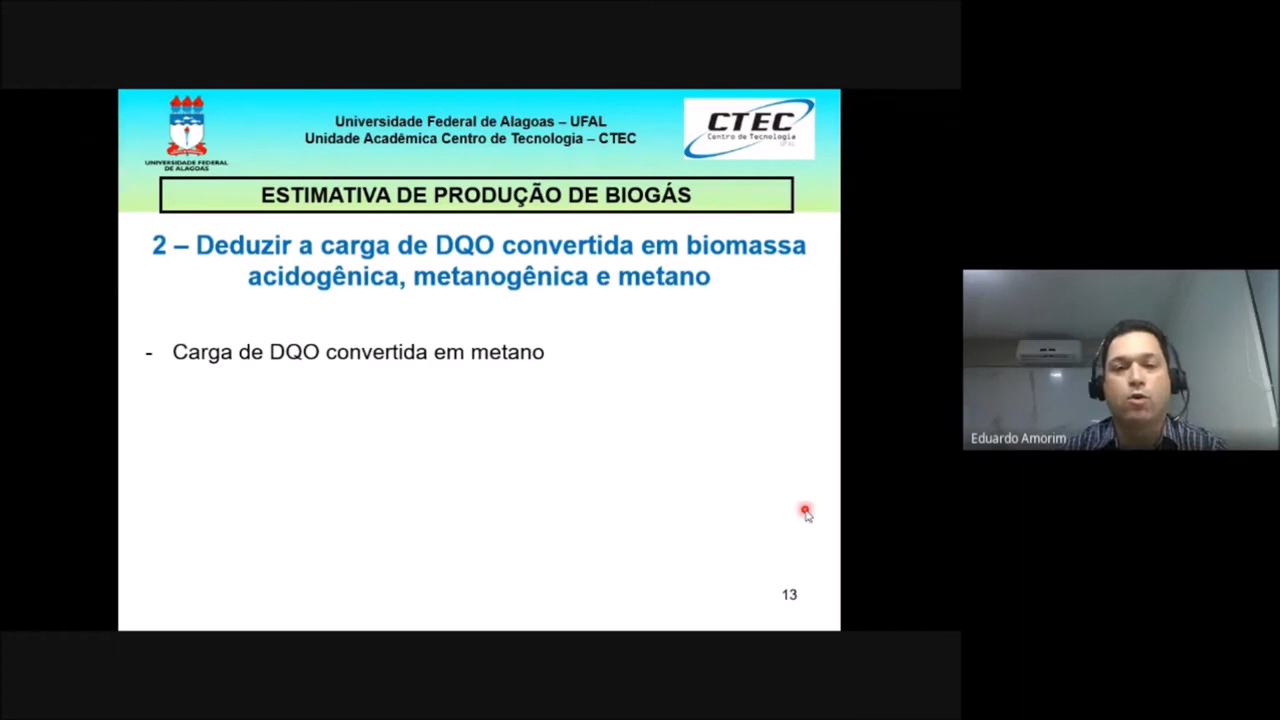 UNIVERSIDADE FEDERAL
DE ALAGOAS
Universidade Federal de Alagoas – UFAL
Unidade Acadêmica Centro de Tecnologia – CTEC
CTEC
Centro de Tecnologia
UFAL
ESTIMATIVA DE PRODUÇÃO DE BIOGÁS
2 – Deduzir a carga de DQO convertida em biomassa
acidogênica, metanogênica e metano
- Carga de DQO convertida em metano
13
Eduardo Amorim